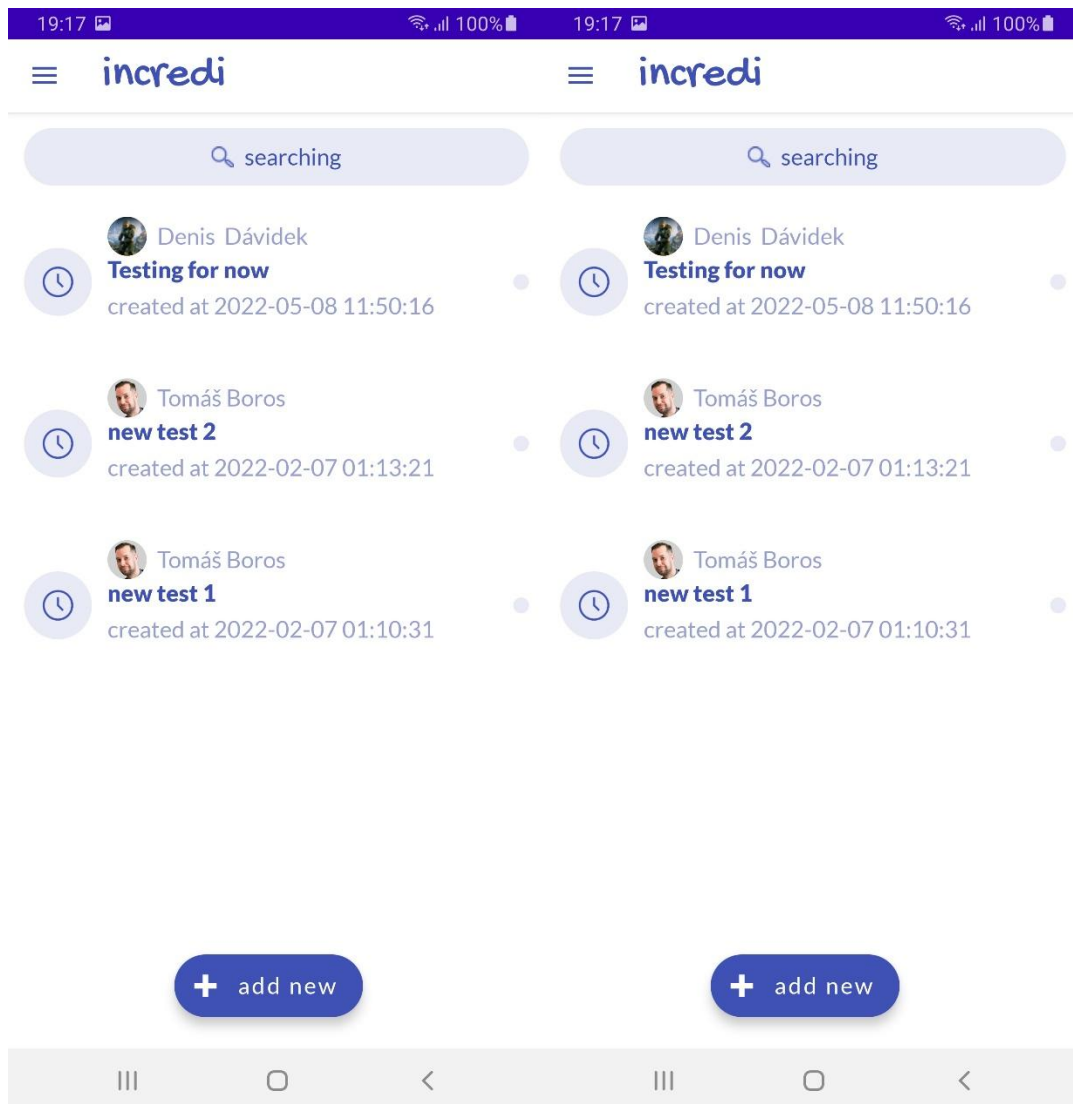 19:17 100%
incredi
searching
Denis Dávidek
Testing for now
created at 2022-05-08 11:50:16
Tomáš Boros
new test 2
created at 2022-02-07 01:13:21
Tomáš Boros
new test 1
created at 2022-02-07 01:10:31
+ add new
19:17 100%
incredi
searching
Denis Dávidek
Testing for now
created at 2022-05-08 11:50:16
Tomáš Boros
new test 2
created at 2022-02-07 01:13:21
Tomáš Boros
new test 1
created at 2022-02-07 01:10:31
+ add new